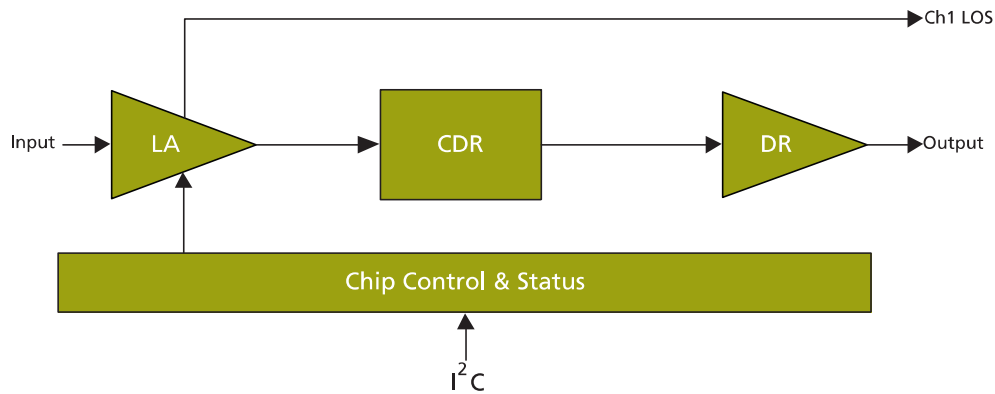 Ch1 LOS
Input
LA
CDR
DR
Output
Chip Control & Status
I²C